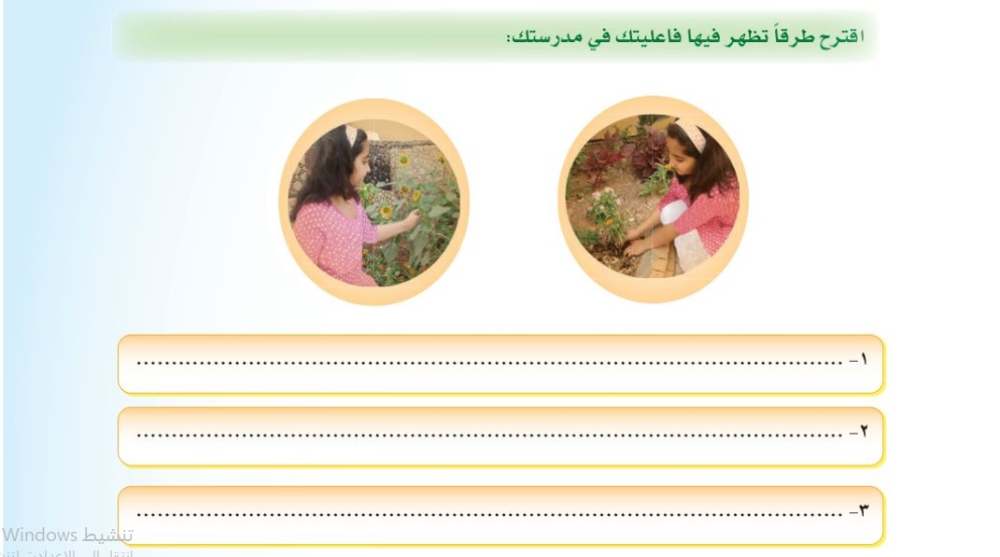 اقترح طرقاً تظهر فيها فاعليتك في مدرستك:
١- ......................................................................................................
٢- ......................................................................................................
٣- ......................................................................................................
تنشيط Windows